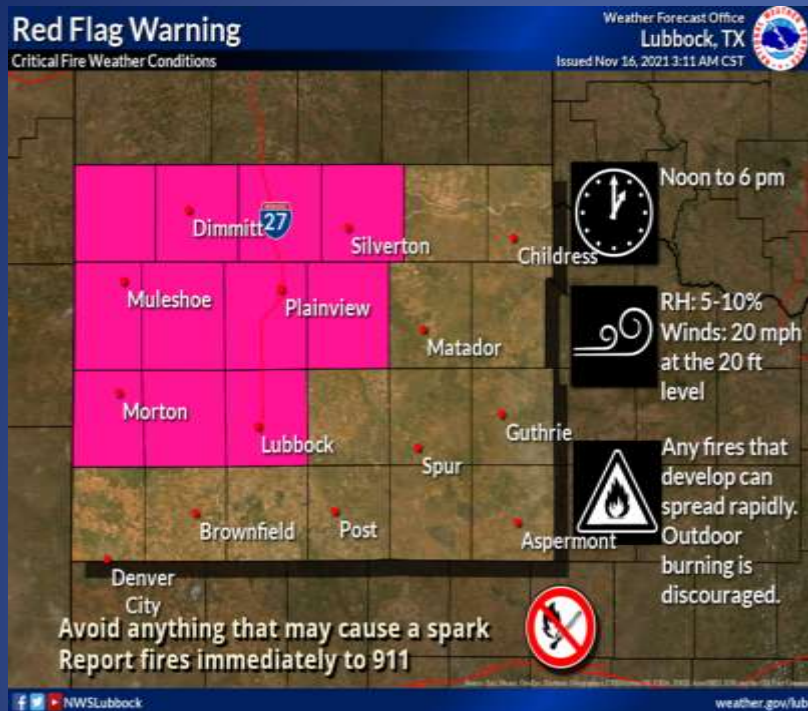 Red Flag Warning
Critical Fire Weather Conditions
Weather Forecast Office
Lubbock, TX
Issued Nov 16, 2021 3:11 AM CST
Dimmitt
27
Silverton
Childress
Muleshoe
Plainview
Matador
Morton
Lubbock
Guthrie
Spur
Brownfield
Post
Aspermont
Denver
City
Noon to 6 pm
RH: 5-10%
Winds: 20 mph
at the 20 ft
level
Any fires that
develop can
spread rapidly.
Outdoor
burning is
discouraged.
Avoid anything that may cause a spark
Report fires immediately to 911
NWSLubbock
weather.gov/lub